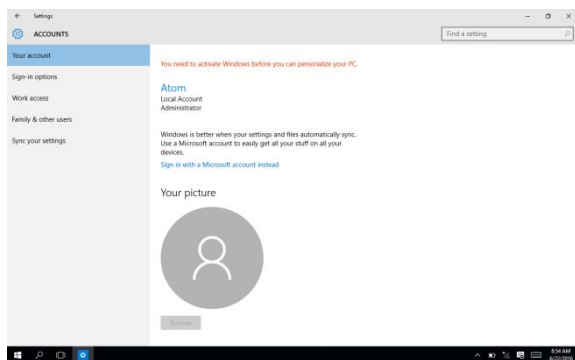 Settings
ACCOUNTS
Find a setting
Your account
Sign-in options
Work access
Family & other users
Sync your settings
You need to activate Windows before you can personalize your PC.
Atom
Local Account
Administrator
Windows is better when your settings and files automatically sync.
Use a Microsoft account to easily get all your stuff on all your
devices.
Sign in with a Microsoft account instead
Your picture
Browse
8:54 AM
6/22/2016